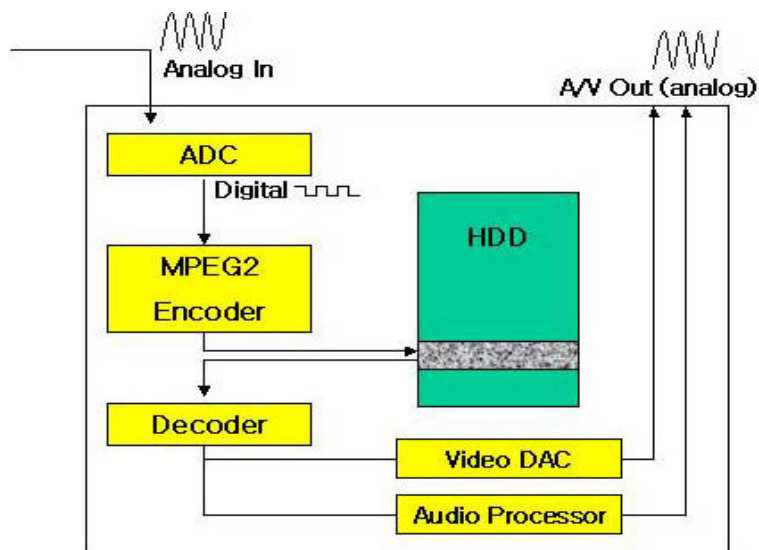 Analog In
A/V Out (analog)
ADC
Digital
HDD
MPEG2
Encoder
Decoder
Video DAC
Audio Processor